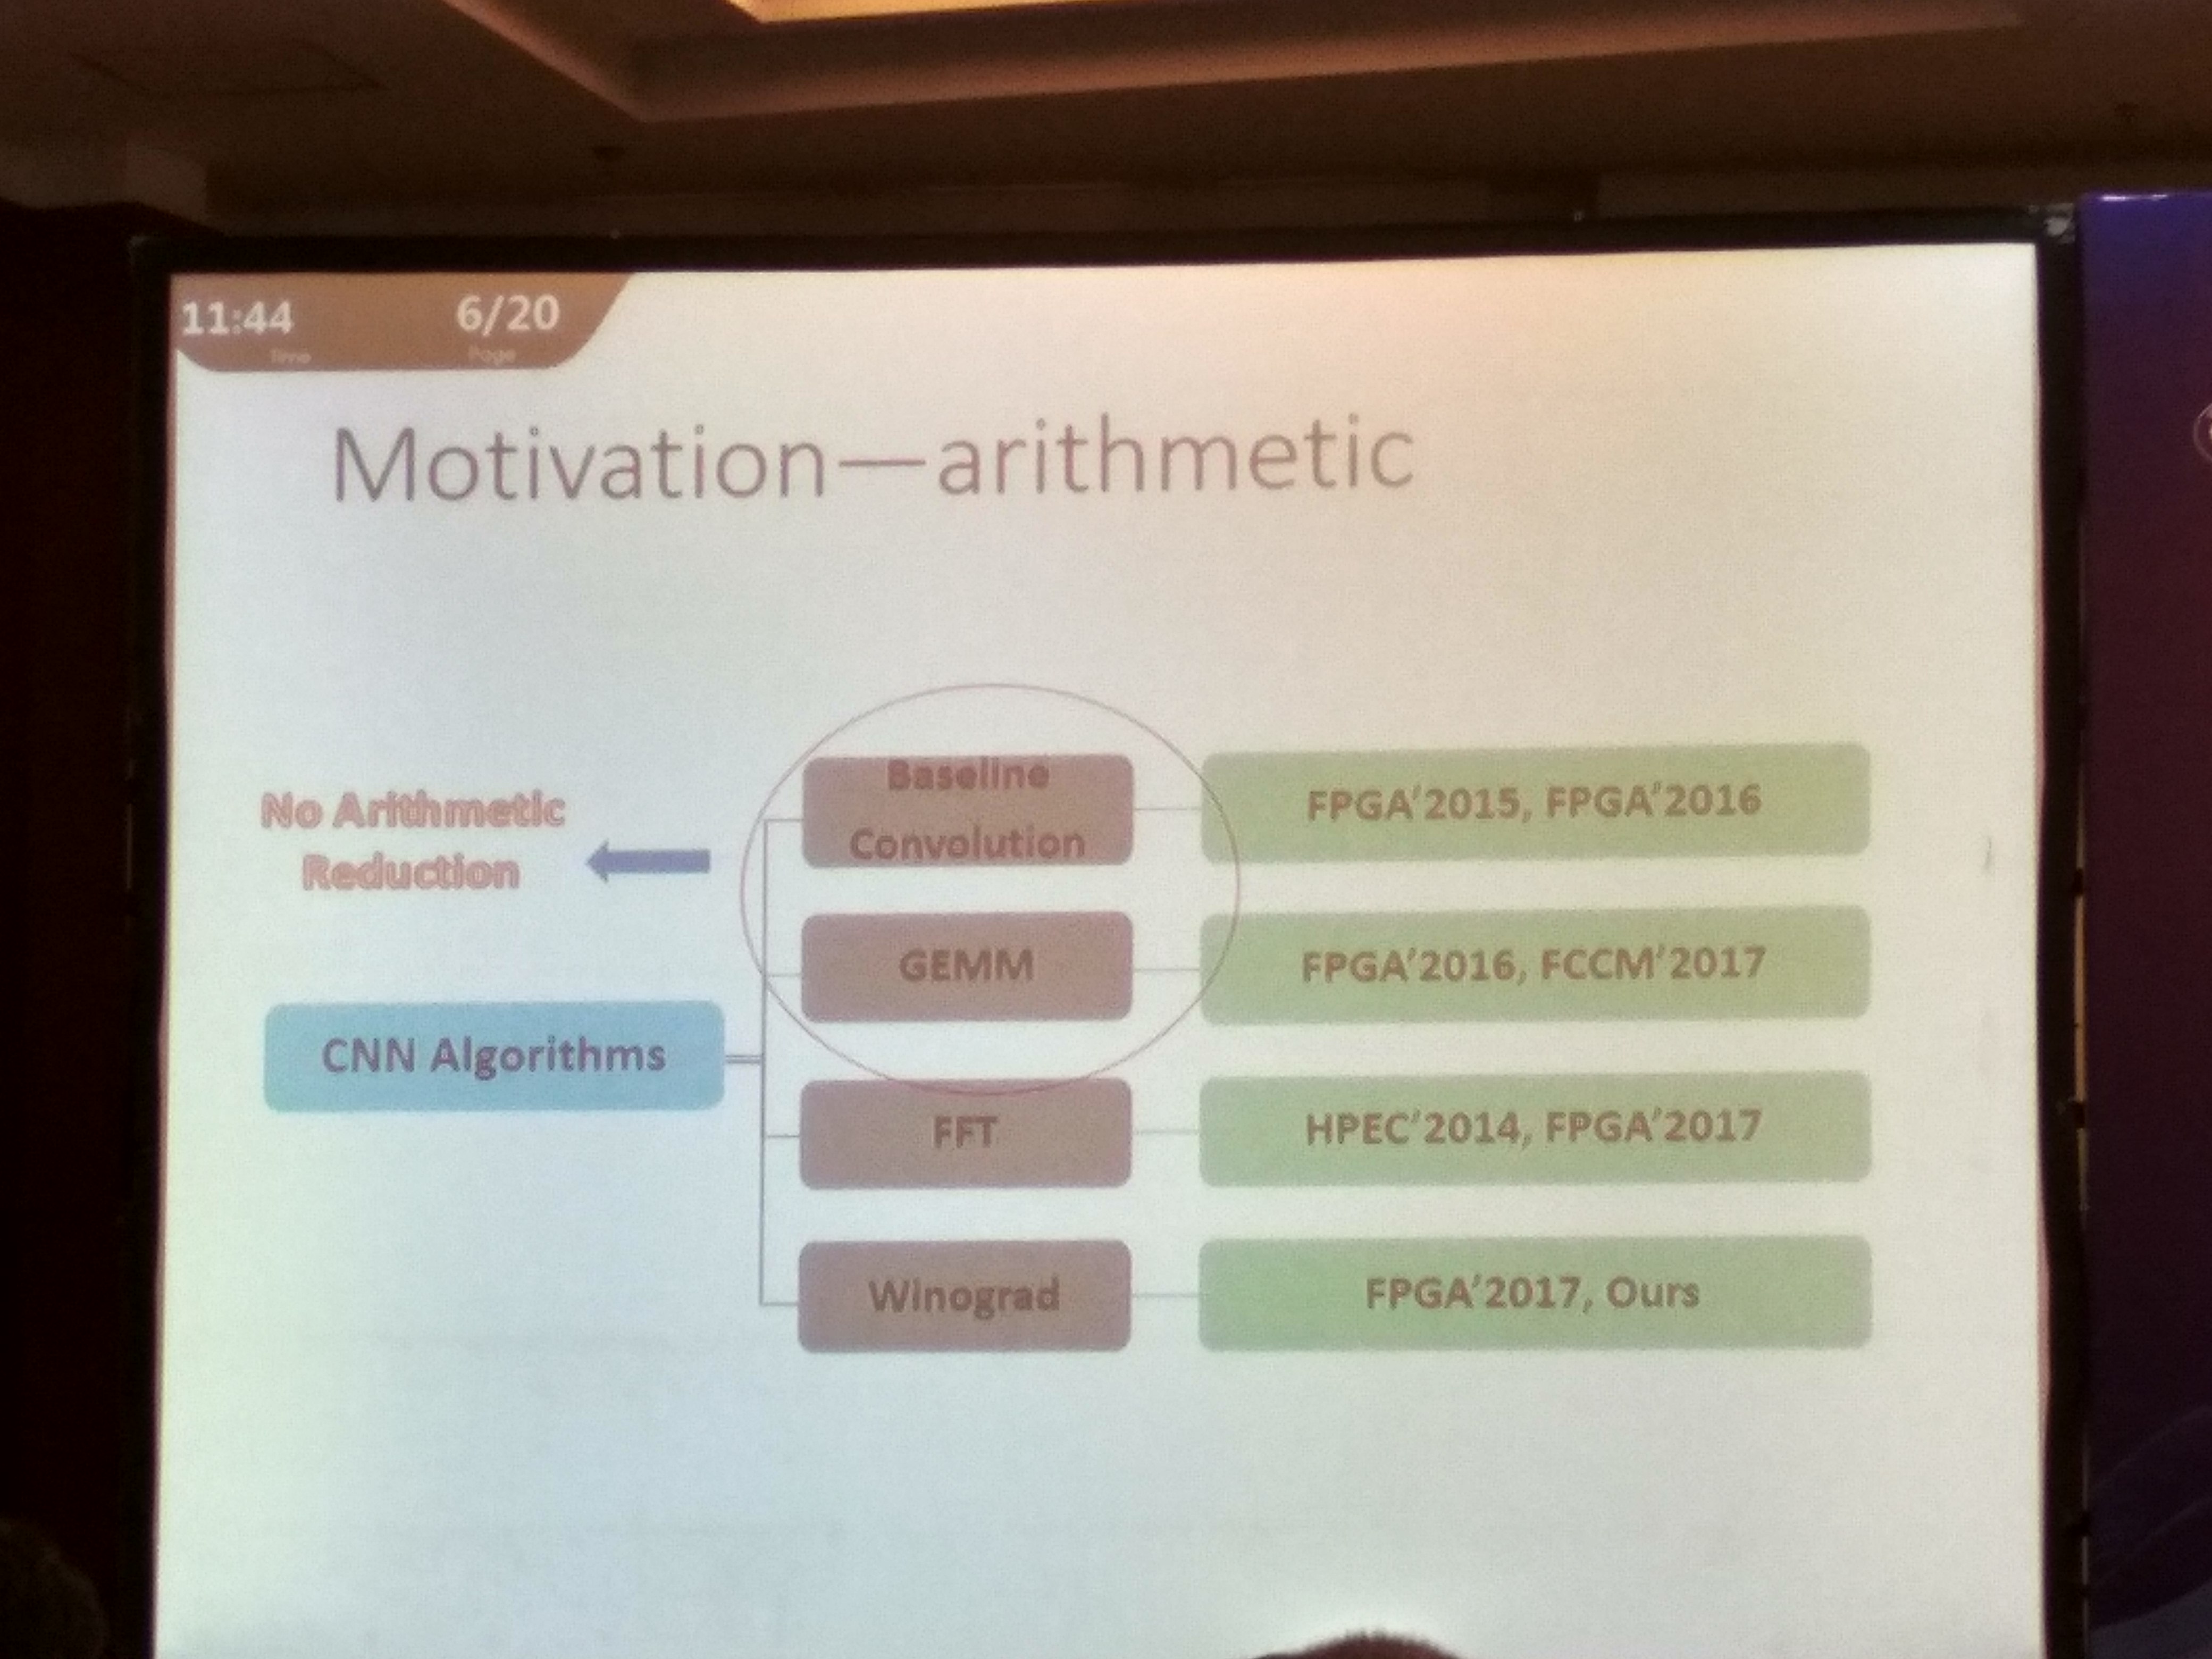 11:44
6/20
Time
Page
Motivation—arithmetic
No Arithmetic
Reduction
CNN Algorithms
Baseline
Convolution
FPGA'2015, FPGA'2016
GEMM
FPGA'2016, FCCM'2017
FFT
HPEC'2014, FPGA'2017
Winograd
FPGA'2017, Ours